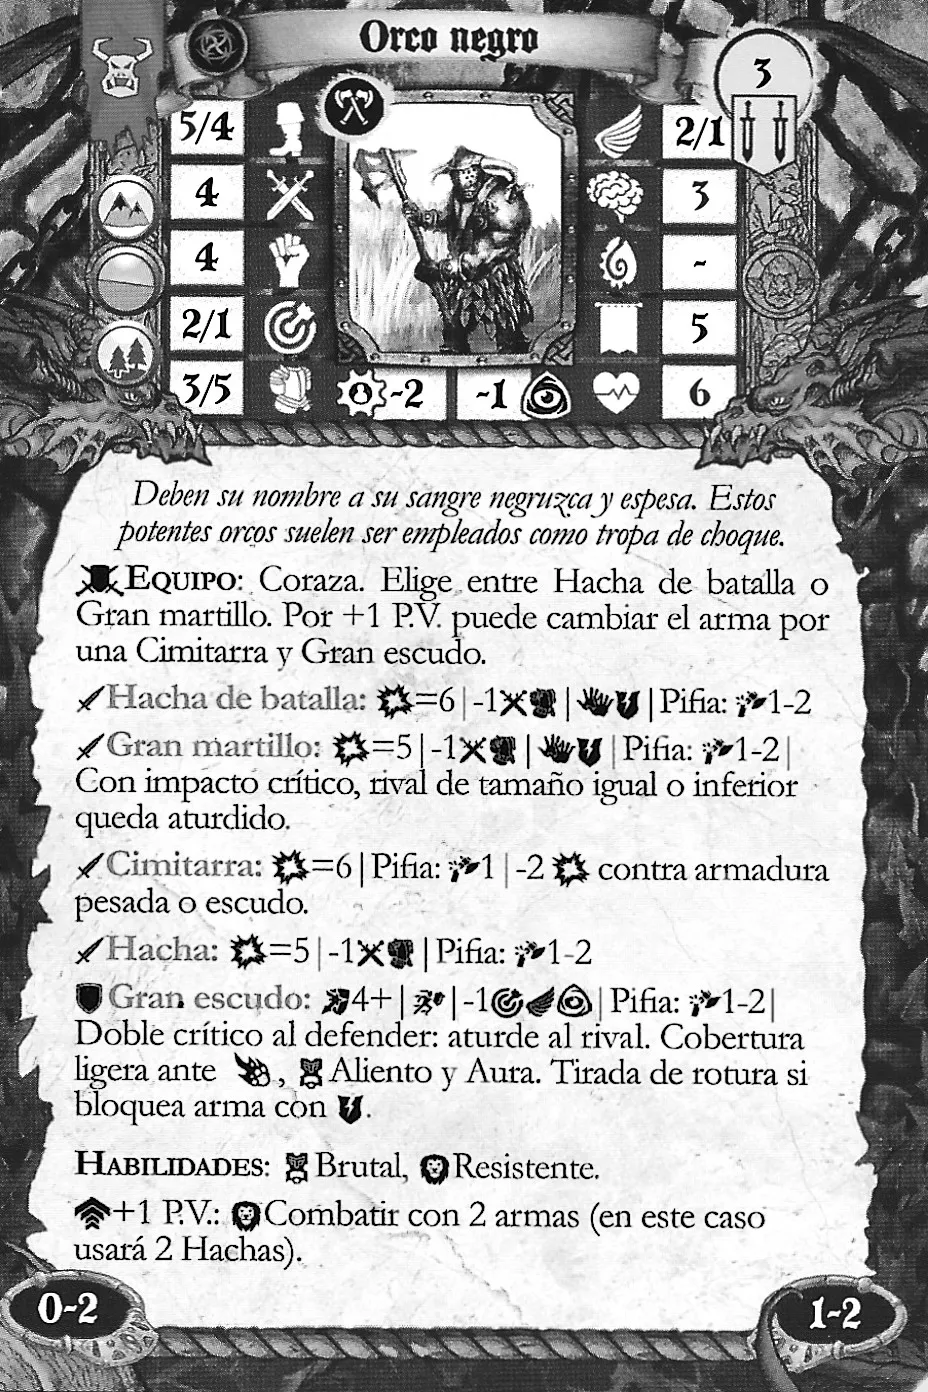 Orco negro
3
5/4
2/1
4
3
4
-
2/1
5
3/5
-2
-1
6
Deben su nombre a su sangre negruzca y espesa. Estos
potentes orcos suelen ser empleados como tropa de choque.
EQUIPO: Coraza. Elige entre Hacha de batalla o
Gran martillo. Por +1 P.V. puede cambiar el arma por
una Cimitarra y Gran escudo.
Hacha de batalla: =6 | -1 | | Pifia: 1-2
Gran martillo: =5 | -1 | | Pifia: 1-2 |
Con impacto crítico, rival de tamaño igual o inferior
queda aturdido.
Cimitarra: =6 | Pifia: 1 | -2 contra armadura
pesada o escudo.
Hacha: =5 | -1 | Pifia: 1-2
Gran escudo: 4+ | | -1 | Pifia: 1-2 |
Doble crítico al defender: aturde al rival. Cobertura
ligera ante , Aliento y Aura. Tirada de rotura si
bloquea arma con .
HABILIDADES: Brutal, Resistente.
+1 P.V.: Combatir con 2 armas (en este caso
usará 2 Hachas).
0-2
1-2